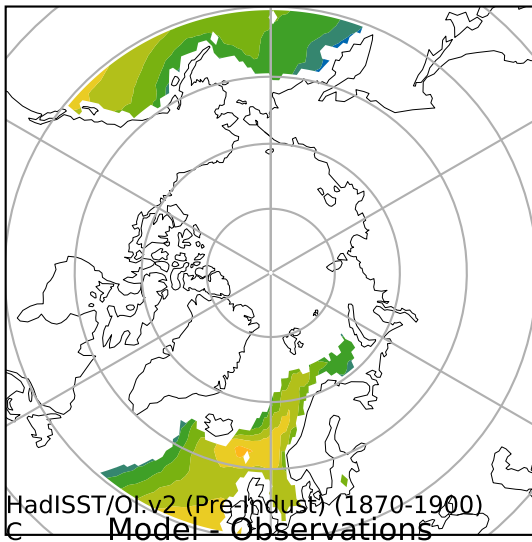 HadISST/OI.v2 (Pre-Indust) (1870-1900)
C Model - Observations